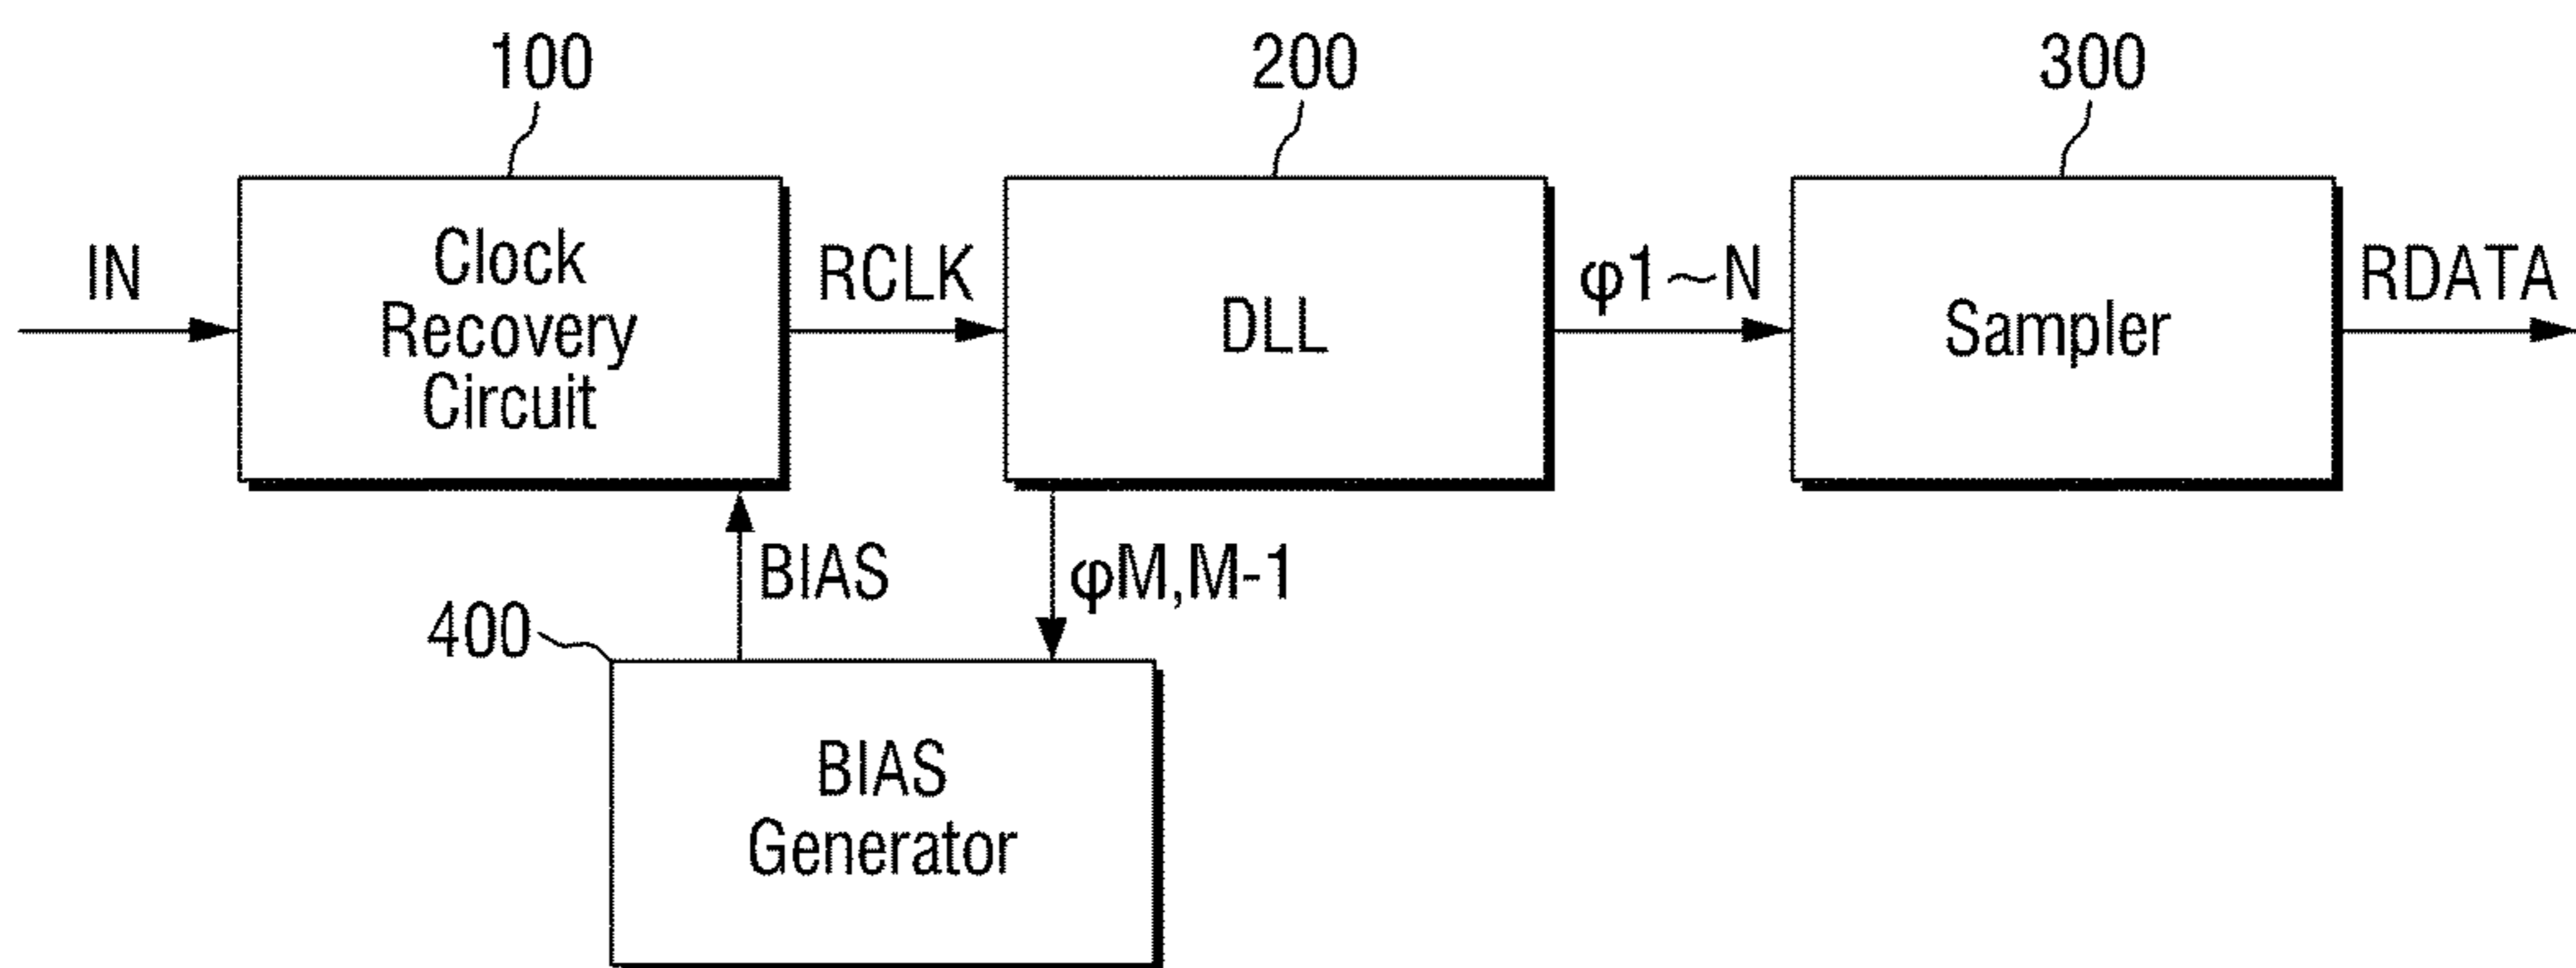 100
200
300
IN
Clock
Recovery
Circuit
RCLK
DLL
φ1~N
Sampler
RDATA
BIAS
φM,M-1
400
BIAS
Generator